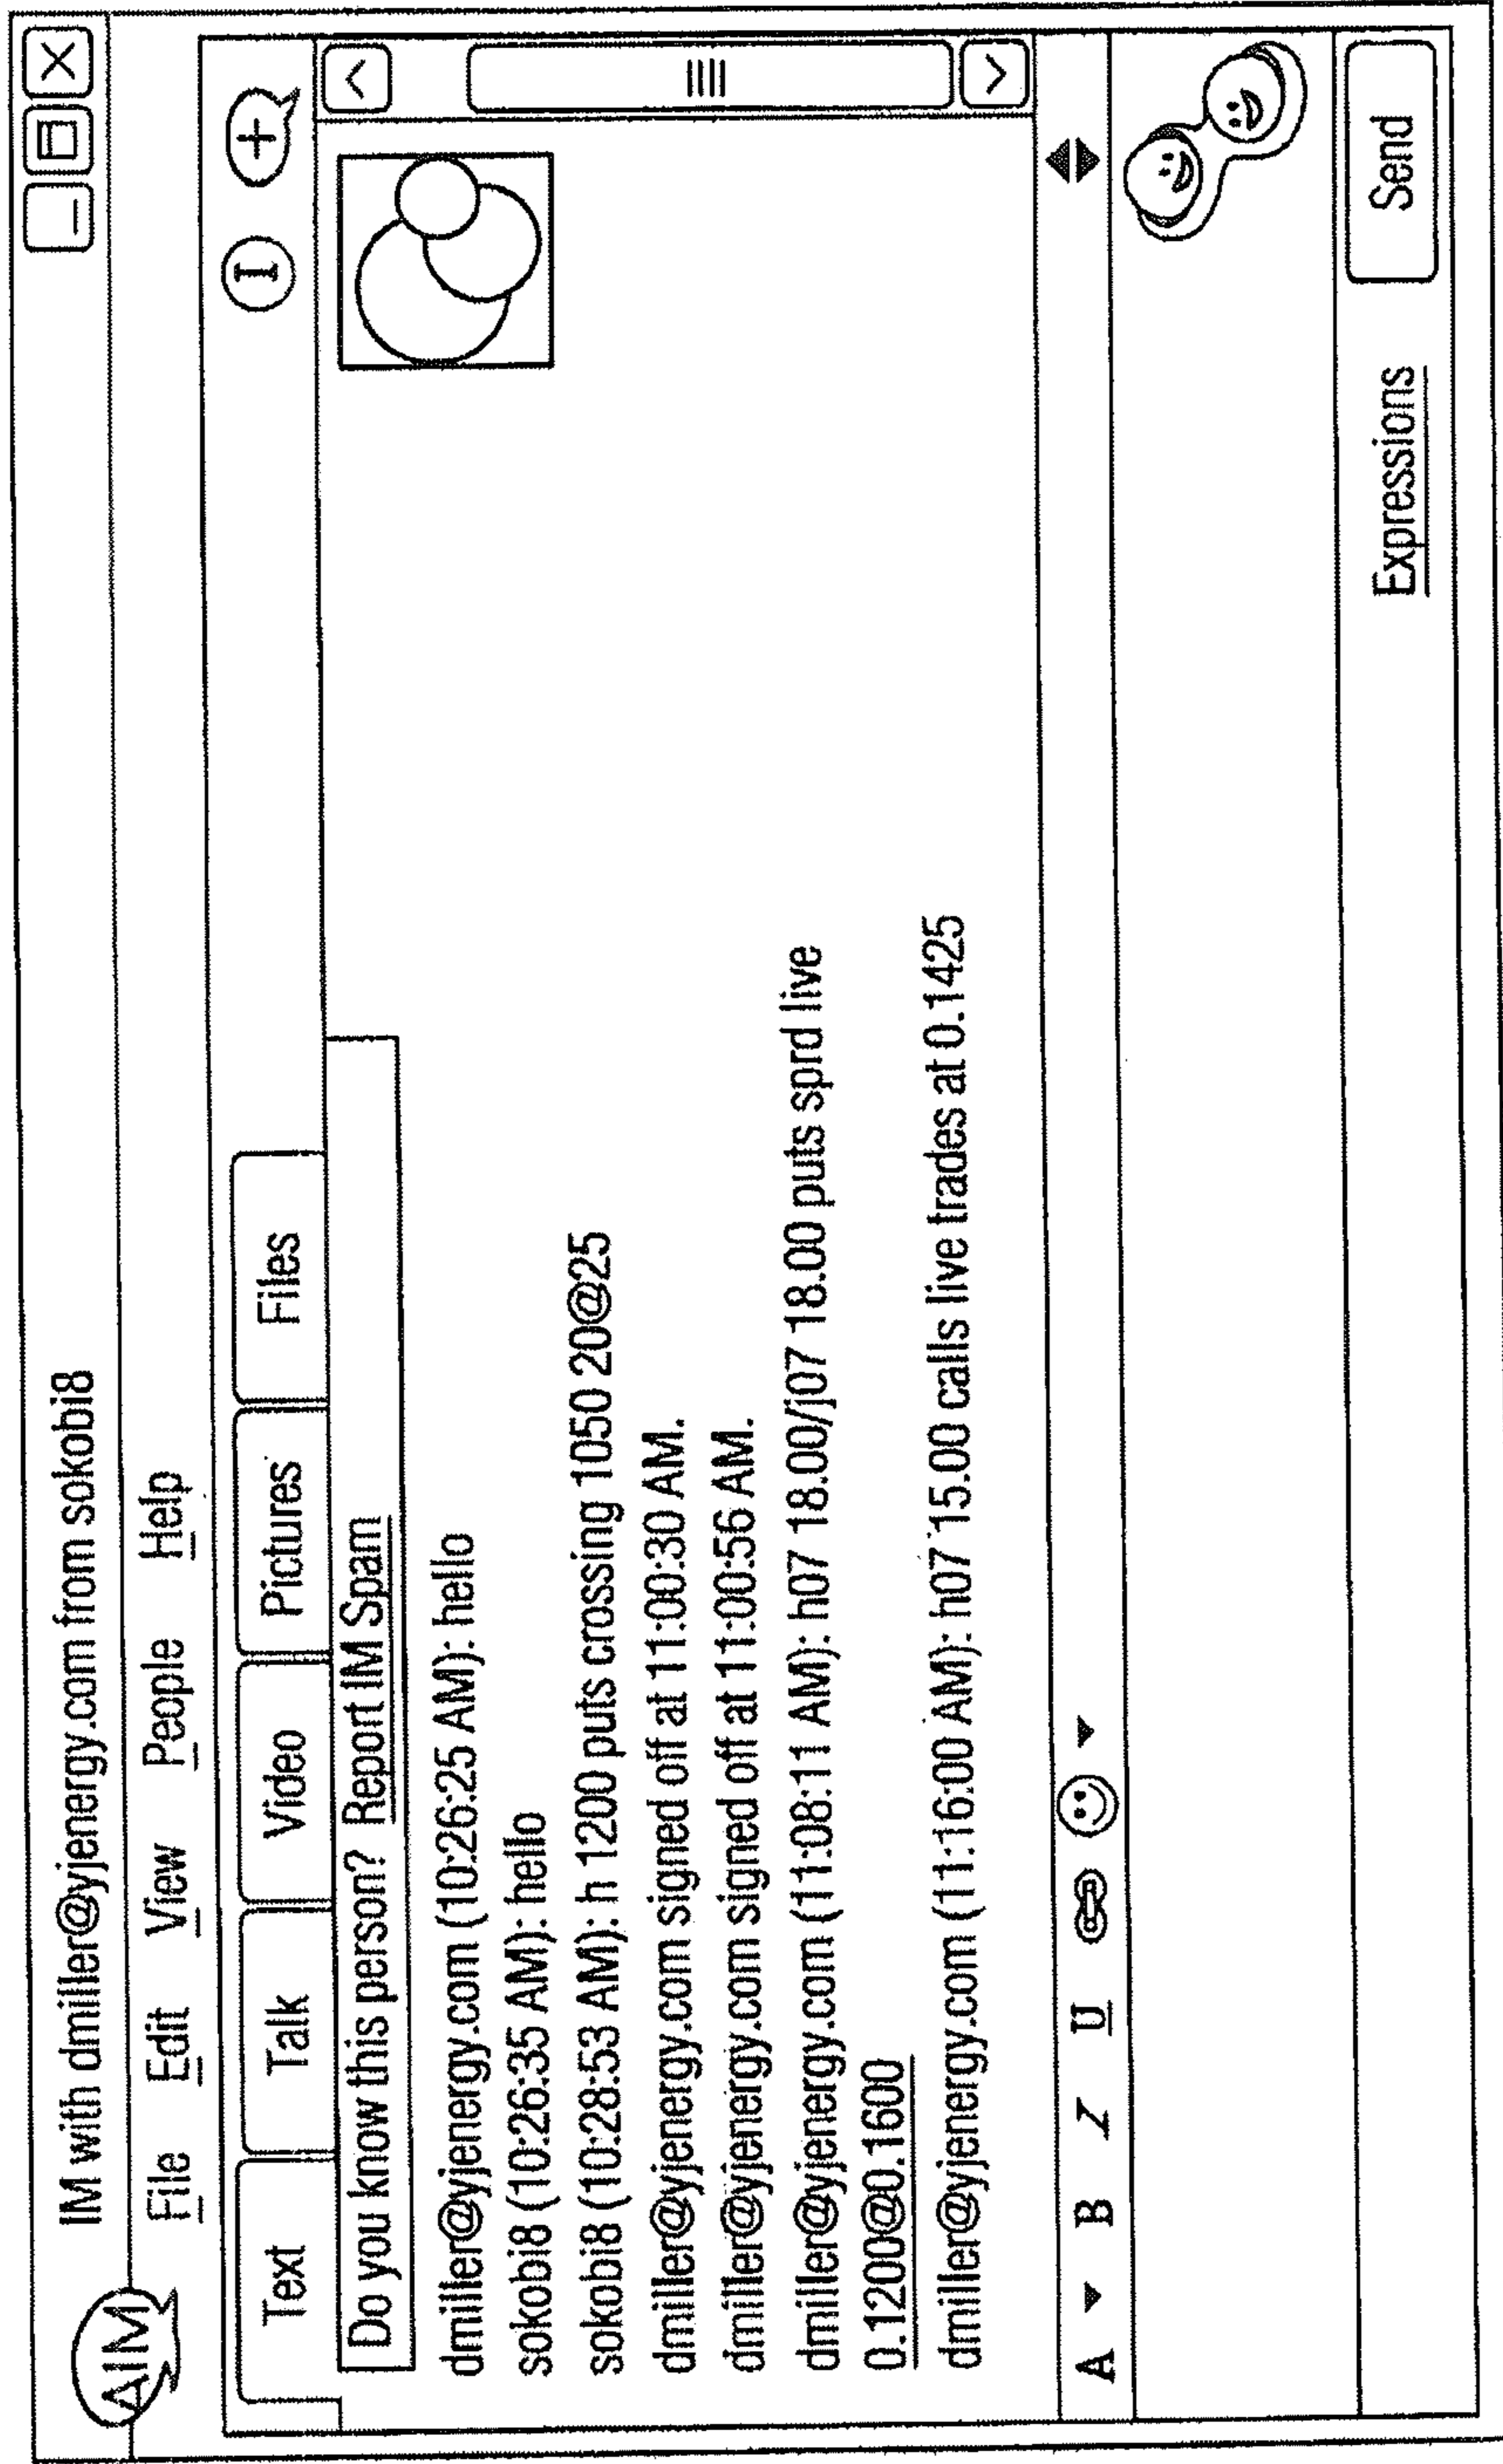 IM with dmiller@yjenergy.com from sokobi8
AIM
File Edit View People Help
Text Talk Video Pictures Files
Do you know this person? Report IM Spam
dmiller@yjenergy.com (10:26:25 AM): hello
sokobi8 (10:26:35 AM): hello
sokobi8 (10:28:53 AM): h 1200 puts crossing 1050 20@25
dmiller@yjenergy.com signed off at 11:00:30 AM.
dmiller@yjenergy.com signed off at 11:00:56 AM.
dmiller@yjenergy.com (11:08:11 AM): h07 18.00/j07 18.00 puts sprd live
0.1200@0.1600
dmiller@yjenergy.com (11:16:00 AM): h07 15.00 calls live trades at 0.1425
A B I U
Expressions Send